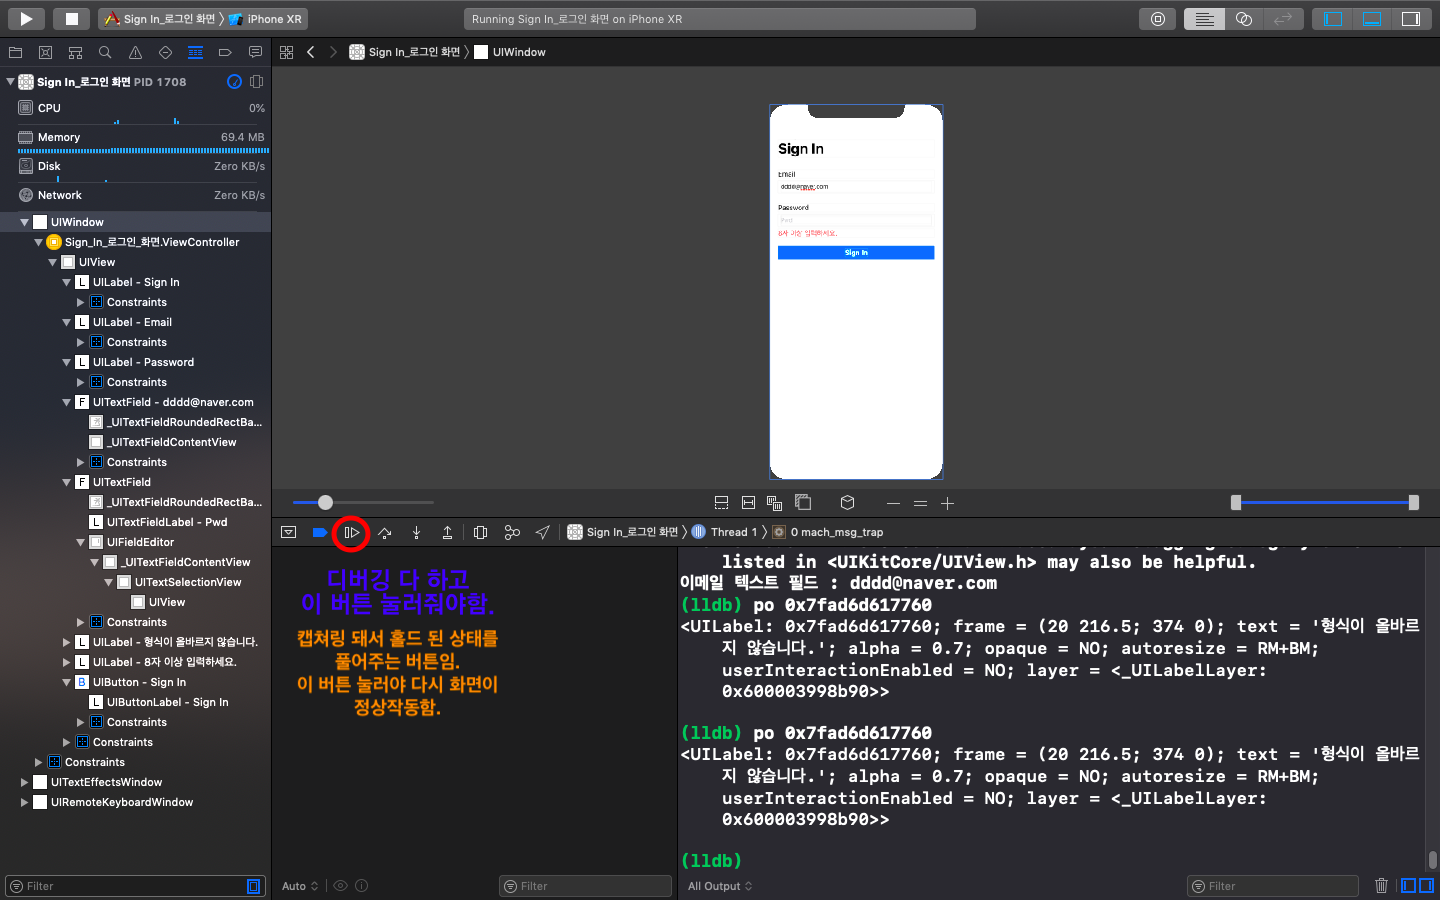 Sign In_로그인 화면 〉 iPhone XR
Running Sign In_로그인 화면 on iPhone XR
Sign In_로그인 화면 〉 UIWindow
Sign In_로그인 화면 PID 1708
CPU 0%
Memory 69.4 MB
Disk Zero KB/s
Network Zero KB/s
UIWindow
Sign_In_로그인_화면.ViewController
UIView
L UILabel - Sign In
Constraints
L UILabel - Email
Constraints
L UILabel - Password
Constraints
F UITextField - dddd@naver.com
_UITextFieldRoundedRectBa...
_UITextFieldContentView
Constraints
F UITextField
_UITextFieldRoundedRectBa...
L UITextFieldLabel - Pwd
UIFieldEditor
_UITextFieldContentView
UITextSelectionView
UIView
Constraints
L UILabel - 형식이 올바르지 않습니다.
L UILabel - 8자 이상 입력하세요.
B UIButton - Sign In
L UIButtonLabel - Sign In
Constraints
Constraints
Constraints
UITextEffectsWindow
UIRemoteKeyboardWindow
Filter
Sign In
Email
dddd@naver.com
Password
Pwd
8자 이상 입력하세요.
Sign In
Sign In_로그인 화면 〉 Thread 1 〉 0 mach_msg_trap
디버깅 다 하고
이 버튼 눌러줘야함.
캡쳐링 돼서 홀드 된 상태를
풀어주는 버튼임.
이 버튼 눌러야 다시 화면이
정상작동함.
Auto
Filter
listed in <UIKitCore/UIView.h> may also be helpful.
이메일 텍스트 필드 : dddd@naver.com
(lldb) po 0x7fad6d617760
<UILabel: 0x7fad6d617760; frame = (20 216.5; 374 0); text = '형식이 올바르
지 않습니다.'; alpha = 0.7; opaque = NO; autoresize = RM+BM;
userInteractionEnabled = NO; layer = <_UILabelLayer:
0x600003998b90>>
(lldb) po 0x7fad6d617760
<UILabel: 0x7fad6d617760; frame = (20 216.5; 374 0); text = '형식이 올바르
지 않습니다.'; alpha = 0.7; opaque = NO; autoresize = RM+BM;
userInteractionEnabled = NO; layer = <_UILabelLayer:
0x600003998b90>>
(lldb)
All Output
Filter